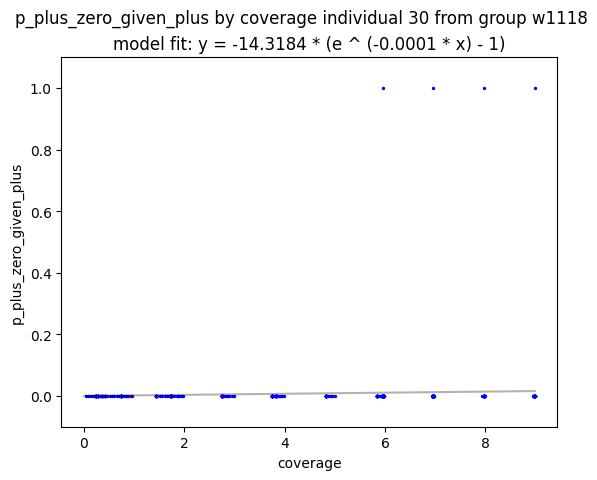 p_plus_zero_given_plus by coverage individual 30 from group w1118
model fit: y = -14.3184 * (e ^ (-0.0001 * x) - 1)
1.0
0.8
0.6
0.4
0.2
0.0
p_plus_zero_given_plus
0 2 4 6 8
coverage